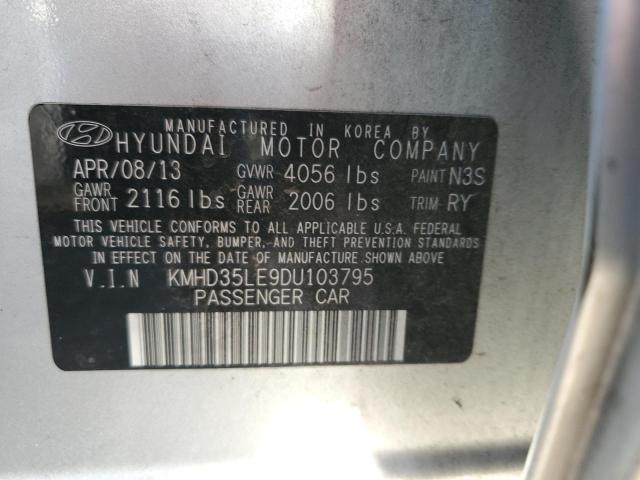 MANUFACTURED IN KOREA BY
HYUNDAI MOTOR COMPANY
APR/08/13 GVWR 4056 lbs PAINT N3S
GAWR FRONT 2116 lbs GAWR REAR 2006 lbs TRIM RY
THIS VEHICLE CONFORMS TO ALL APPLICABLE U.S.A. FEDERAL
MOTOR VEHICLE SAFETY, BUMPER, AND THEFT PREVENTION STANDARDS
IN EFFECT ON THE DATE OF MANUFACTURE SHOWN ABOVE
V.I.N KMHD35LE9DU103795
PASSENGER CAR